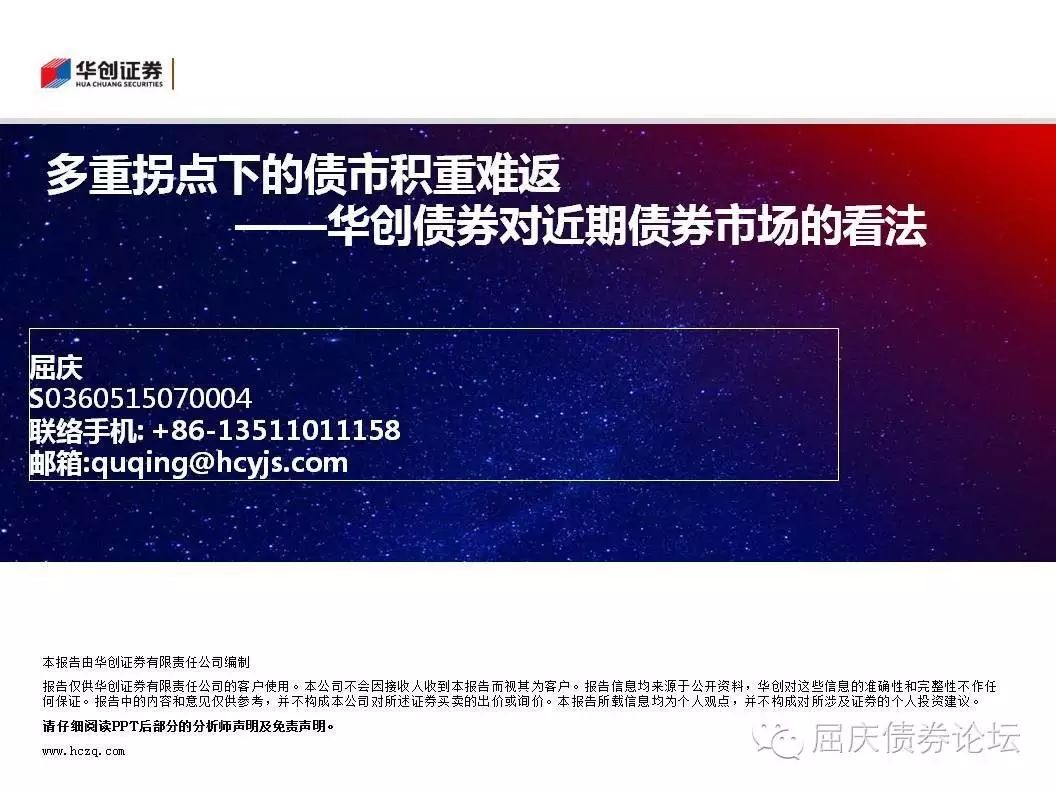 华创证券
HUA CHUANG SECURITIES
多重拐点下的债市积重难返
——华创债券对近期债券市场的看法
屈庆
S0360515070004
联络手机: +86-13511011158
邮箱:quqing@hcyjs.com
本报告由华创证券有限责任公司编制
报告仅供华创证券有限责任公司的客户使用。本公司不会因接收人收到本报告而视其为客户。报告信息均来源于公开资料，华创对这些信息的准确性和完整性不作任
何保证。报告中的内容和意见仅供参考，并不构成本公司对所述证券买卖的出价或询价。本报告所载信息均为个人观点，并不构成对所涉及证券的个人投资建议。
请仔细阅读PPT后部分的分析师声明及免责声明。
www.hczq.com
屈庆债券论坛